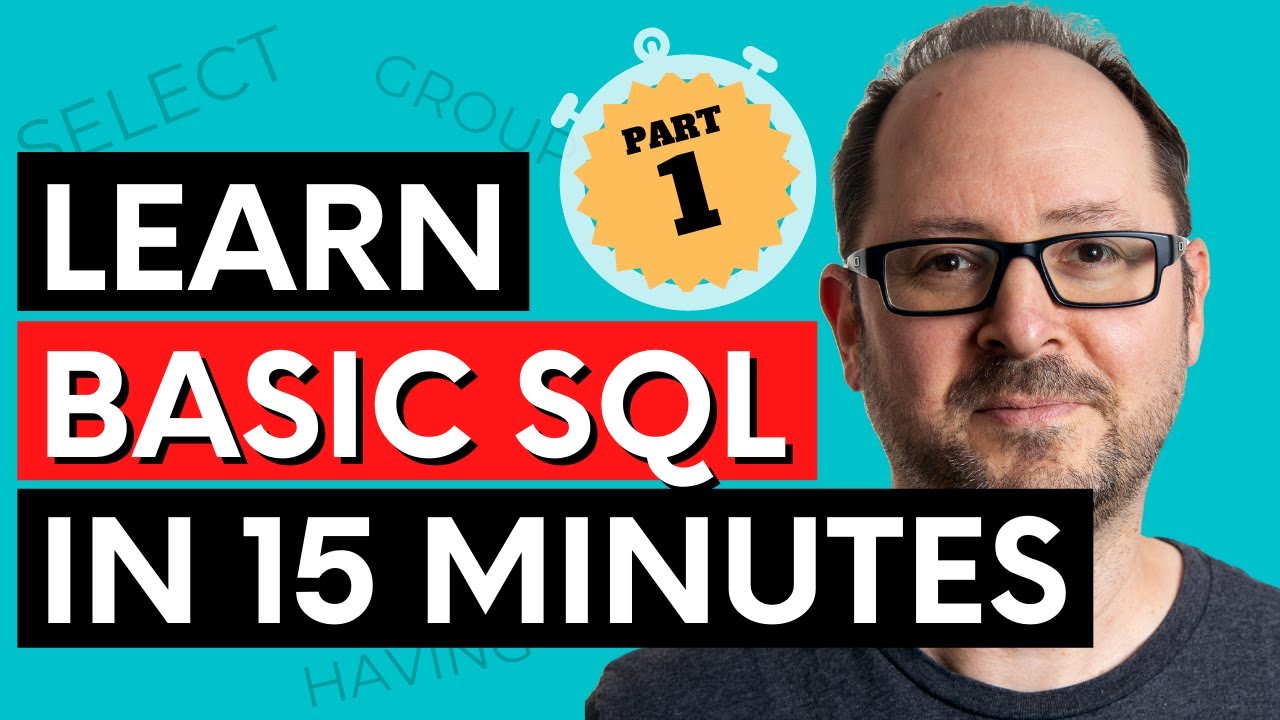 SELECT
GROUP
PART
1
LEARN
BASIC SQL
IN 15 MINUTES
HAVING